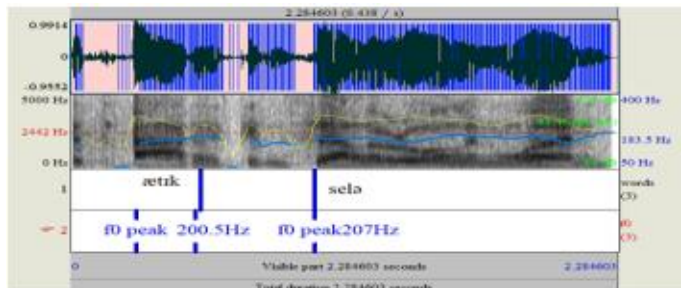 2.284603 (0.438 / s)
0.9914
0
-0.9552
5000 Hz 400 Hz
2442 Hz 183.5 Hz
0 Hz 50 Hz
ætɪk
1 selə words
(3)
2 f0 peak 200.5Hz f0 peak207Hz f0
(3)
0 Visible part 2.284603 seconds 2.284603
Total duration 2.284603 seconds